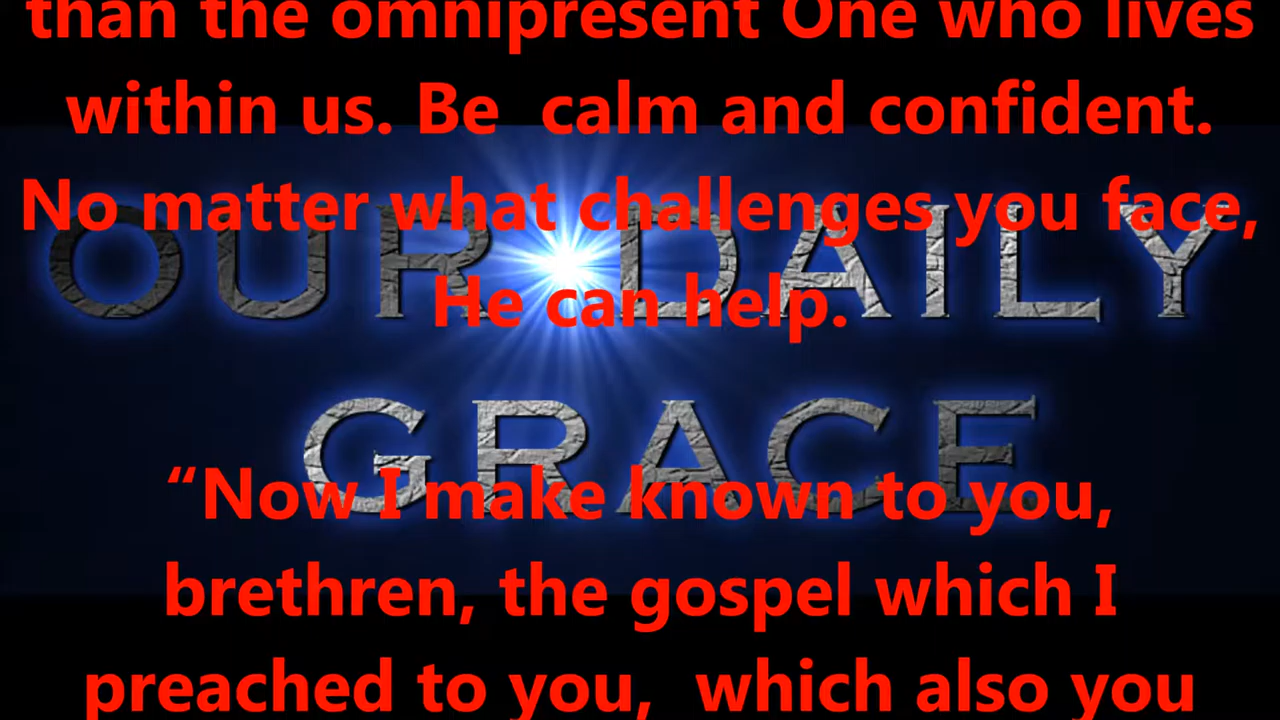 than the omnipresent One who lives
within us. Be  calm and confident.
No matter what challenges you face,
He can help.
OUR DAILY
GRACE
“Now I make known to you,
brethren, the gospel which I
preached to you,  which also you